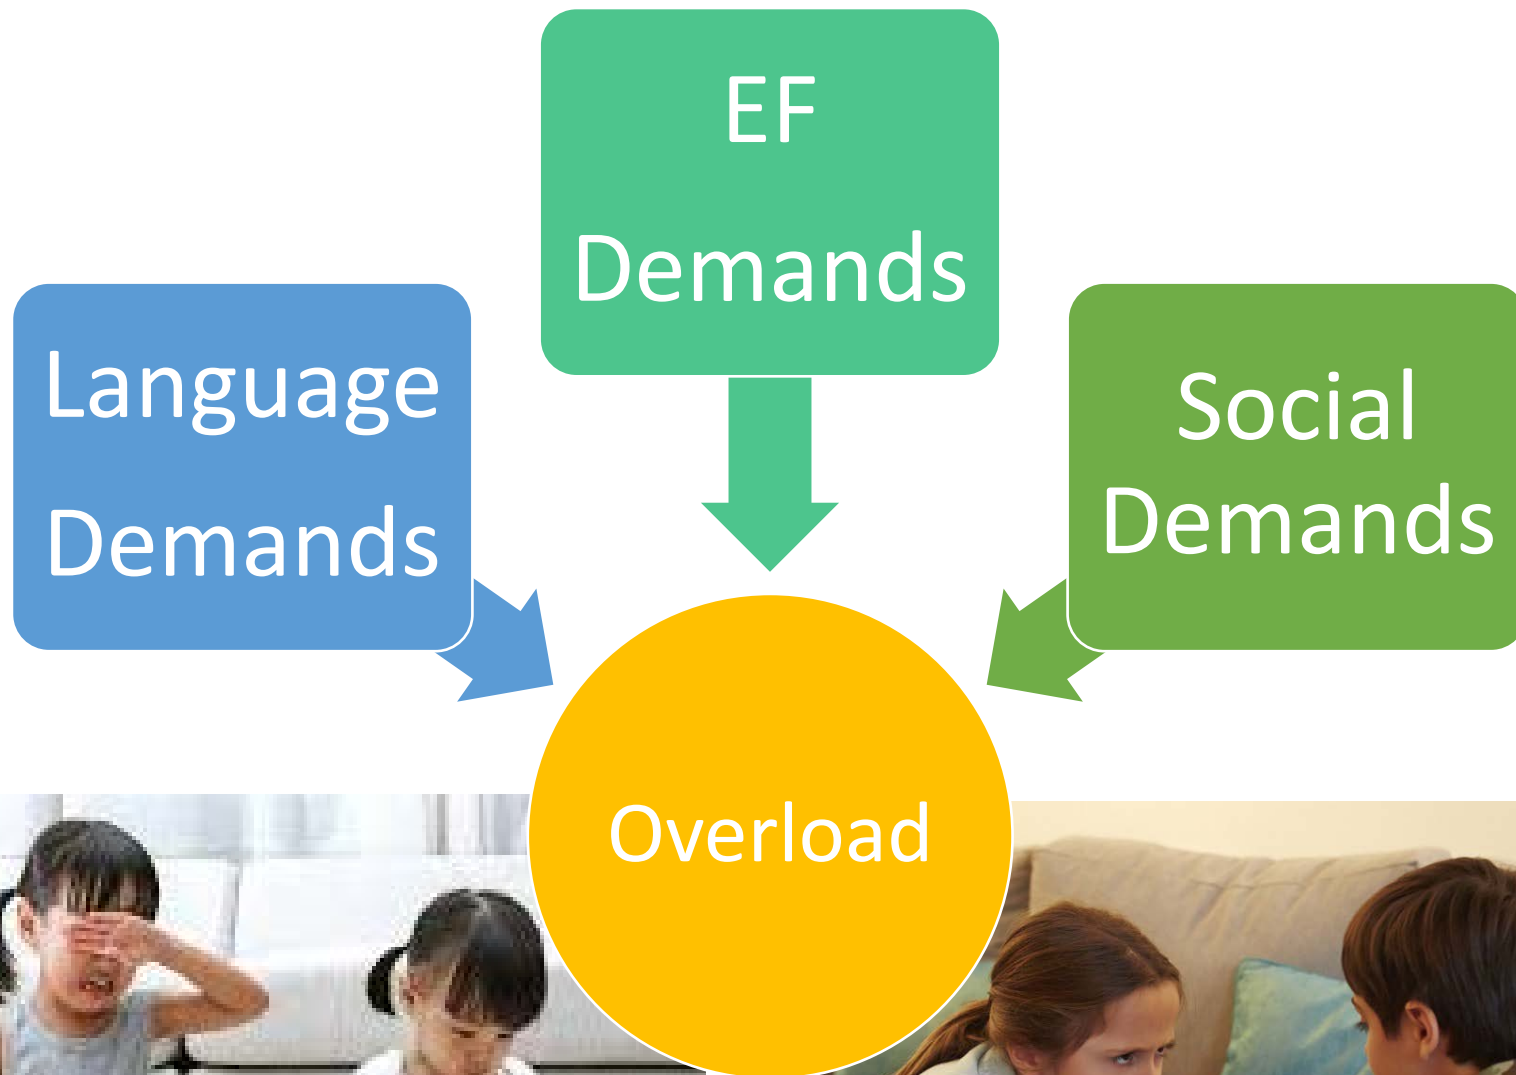 EF
Demands
Language
Demands
Social
Demands
Overload